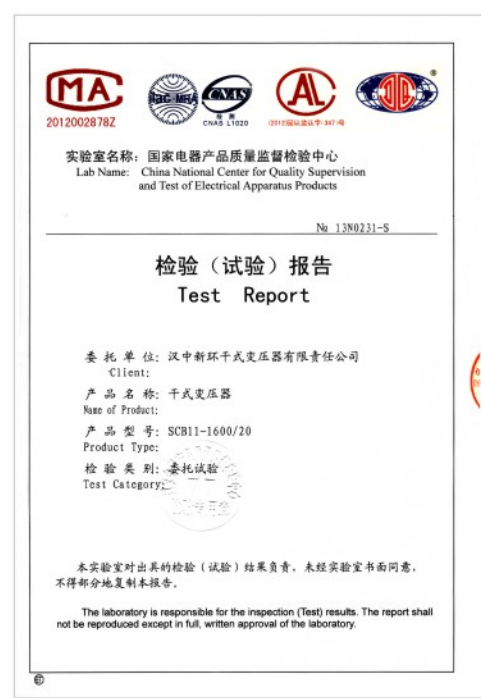 MA
2012002878Z
ilac-MRA
CNAS
检 测
CNAS L1020
AL
(2012)国认监认字(347)号
实验室名称：国家电器产品质量监督检验中心
Lab Name: China National Center for Quality Supervision
and Test of Electrical Apparatus Products
№ 13N0231-S
检验（试验）报告
Test Report
委 托 单 位：汉中新环干式变压器有限责任公司
Client:
产 品 名 称：干式变压器
Name of Product:
产 品 型 号：SCB11-1600/20
Product Type:
检 验 类 别：委托试验
Test Category:
本实验室对出具的检验（试验）结果负责，未经实验室书面同意，
不得部分地复制本报告。
The laboratory is responsible for the inspection (Test) results. The report shall
not be reproduced except in full, written approval of the laboratory.